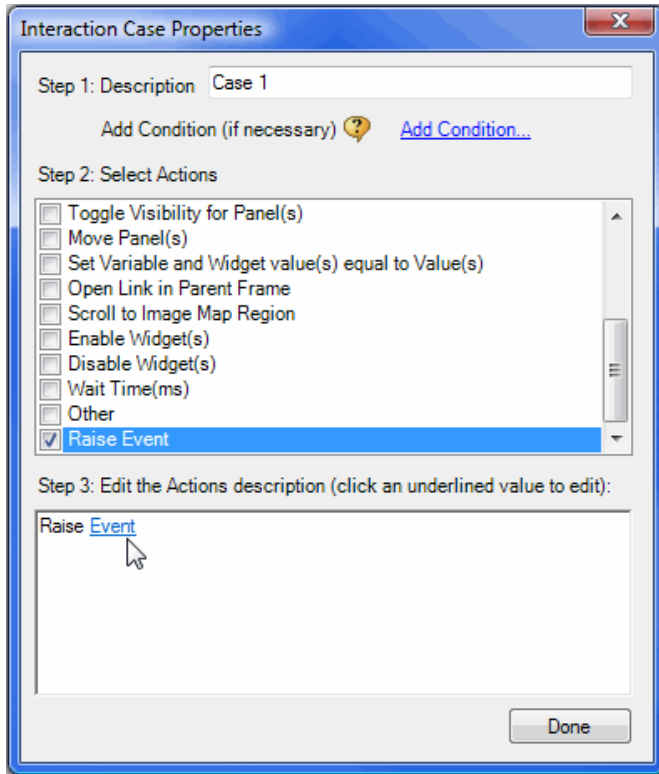 Interaction Case Properties
Step 1: Description Case 1
Add Condition (if necessary) Add Condition...
Step 2: Select Actions
Toggle Visibility for Panel(s)
Move Panel(s)
Set Variable and Widget value(s) equal to Value(s)
Open Link in Parent Frame
Scroll to Image Map Region
Enable Widget(s)
Disable Widget(s)
Wait Time(ms)
Other
Raise Event
Step 3: Edit the Actions description (click an underlined value to edit):
Raise Event
Done